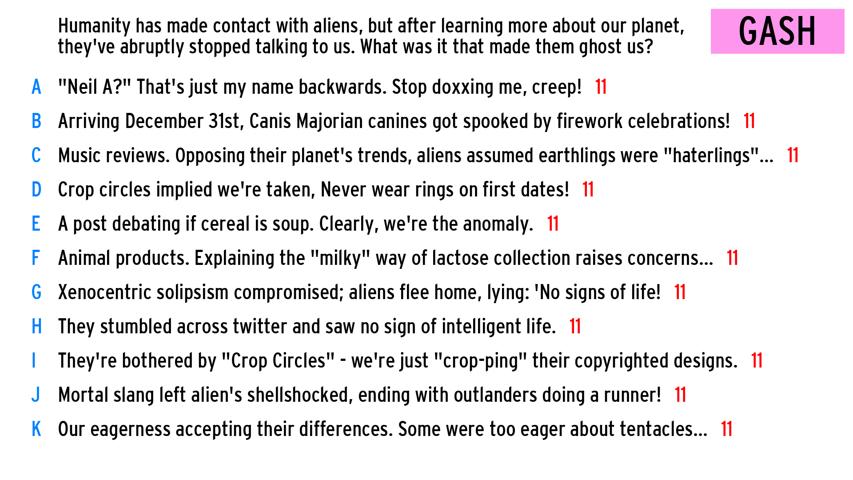 Humanity has made contact with aliens, but after learning more about our planet,
they've abruptly stopped talking to us. What was it that made them ghost us?
GASH
A "Neil A?" That's just my name backwards. Stop doxxing me, creep! 11
B Arriving December 31st, Canis Majorian canines got spooked by firework celebrations! 11
C Music reviews. Opposing their planet's trends, aliens assumed earthlings were "haterlings"... 11
D Crop circles implied we're taken, Never wear rings on first dates! 11
E A post debating if cereal is soup. Clearly, we're the anomaly. 11
F Animal products. Explaining the "milky" way of lactose collection raises concerns... 11
G Xenocentric solipsism compromised; aliens flee home, lying: 'No signs of life! 11
H They stumbled across twitter and saw no sign of intelligent life. 11
I They're bothered by "Crop Circles" - we're just "crop-ping" their copyrighted designs. 11
J Mortal slang left alien's shellshocked, ending with outlanders doing a runner! 11
K Our eagerness accepting their differences. Some were too eager about tentacles... 11